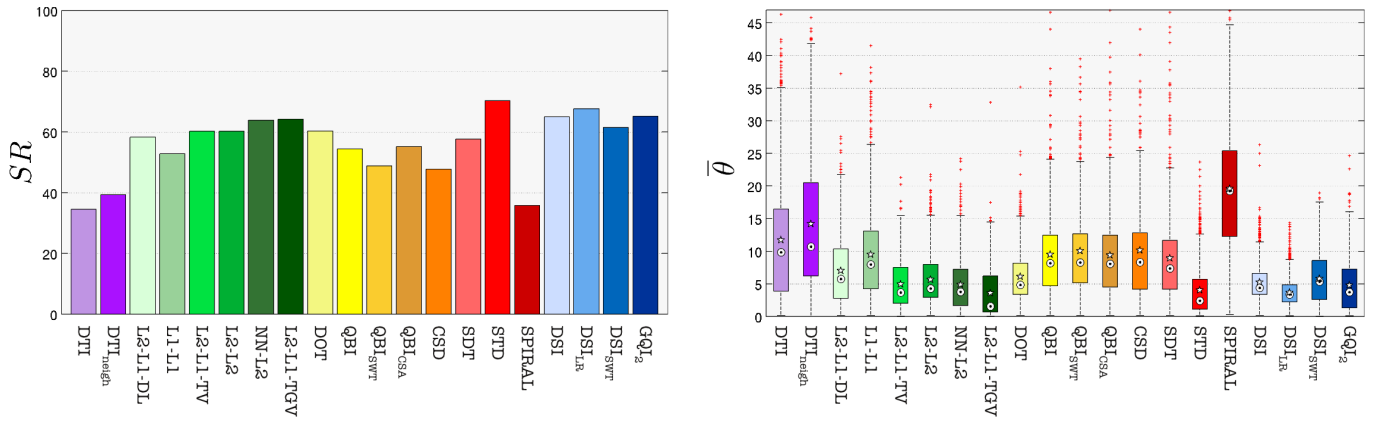 SR
100
80
60
40
20
0
DTI
DTI_neigh
L2-L1-DL
L1-L1
L2-L1-TV
L2-L2
NN-L2
L2-L1-TGV
DOT
QBI
QBI_SWT
QBI_CSA
CSD
SDT
STD
SPIRAL
DSI
DSI_LR
DSI_SWT
GQI_2
θ̅
45
40
35
30
25
20
15
10
5
0
DTI
DTI_neigh
L2-L1-DL
L1-L1
L2-L1-TV
L2-L2
NN-L2
L2-L1-TGV
DOT
QBI
QBI_SWT
QBI_CSA
CSD
SDT
STD
SPIRAL
DSI
DSI_LR
DSI_SWT
GQI_2